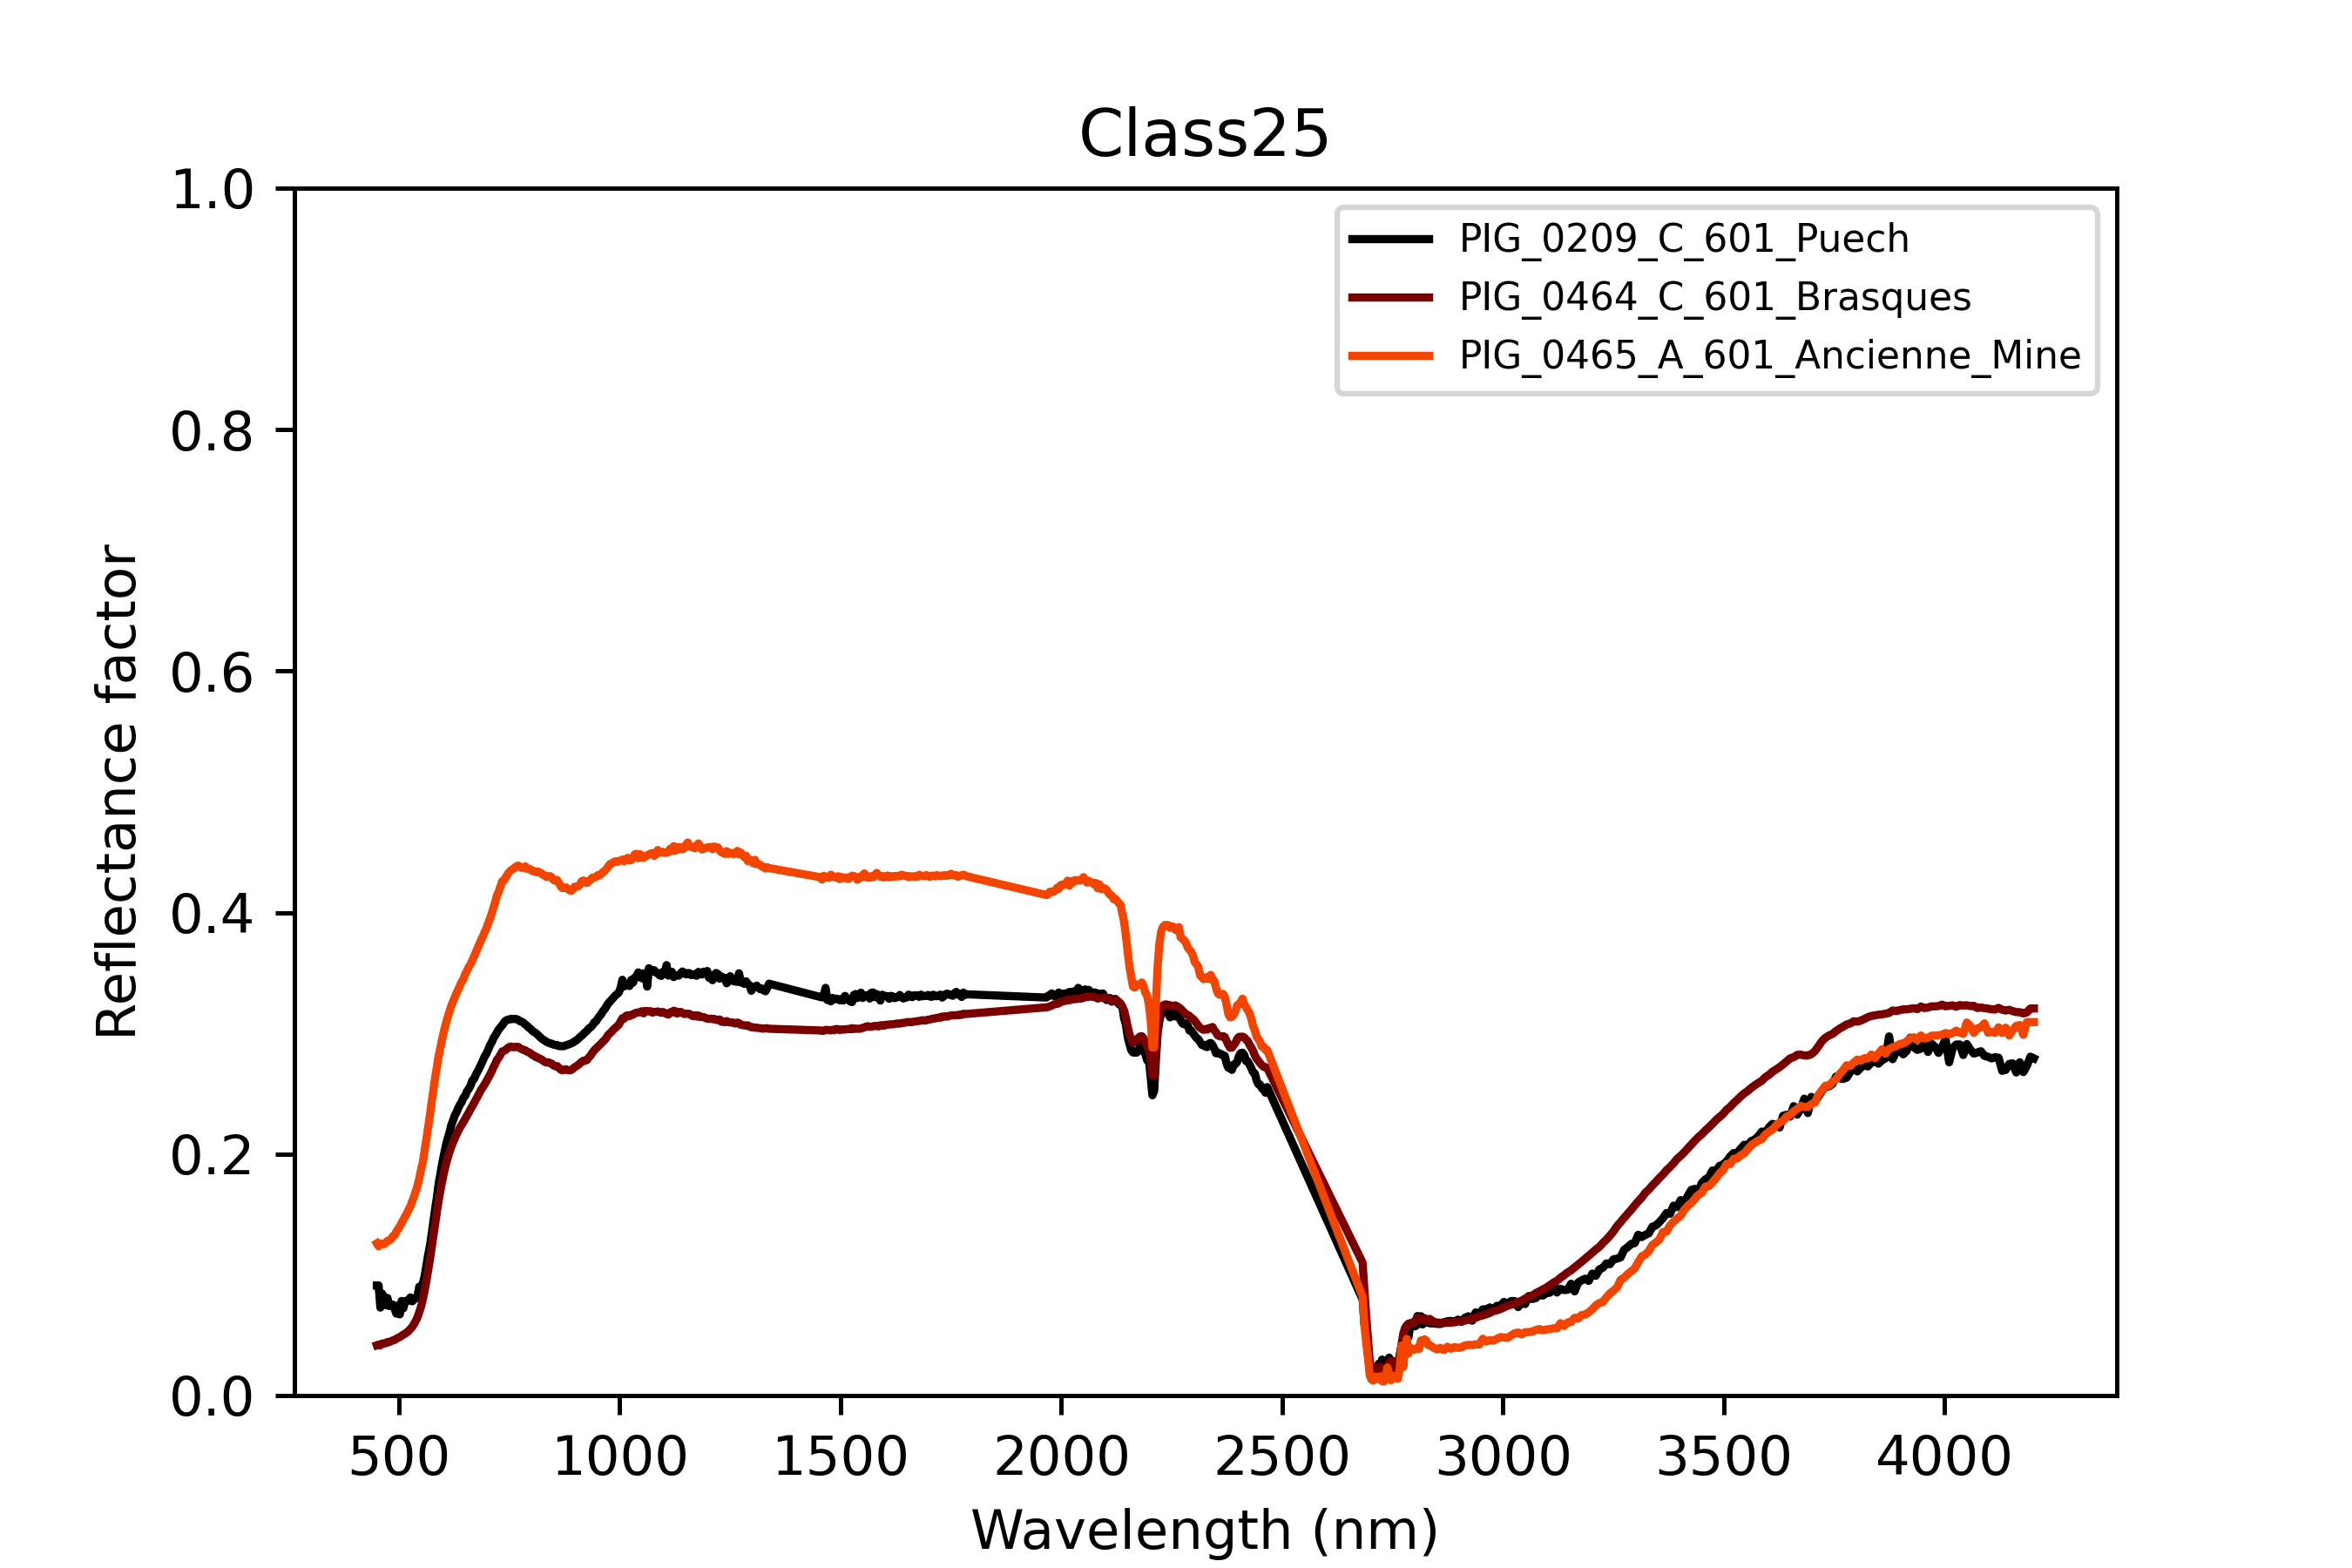 Class25
1.0
0.8
0.6
0.4
0.2
0.0
Reflectance factor
PIG_0209_C_601_Puech
PIG_0464_C_601_Brasques
PIG_0465_A_601_Ancienne_Mine
500 1000 1500 2000 2500 3000 3500 4000
Wavelength (nm)